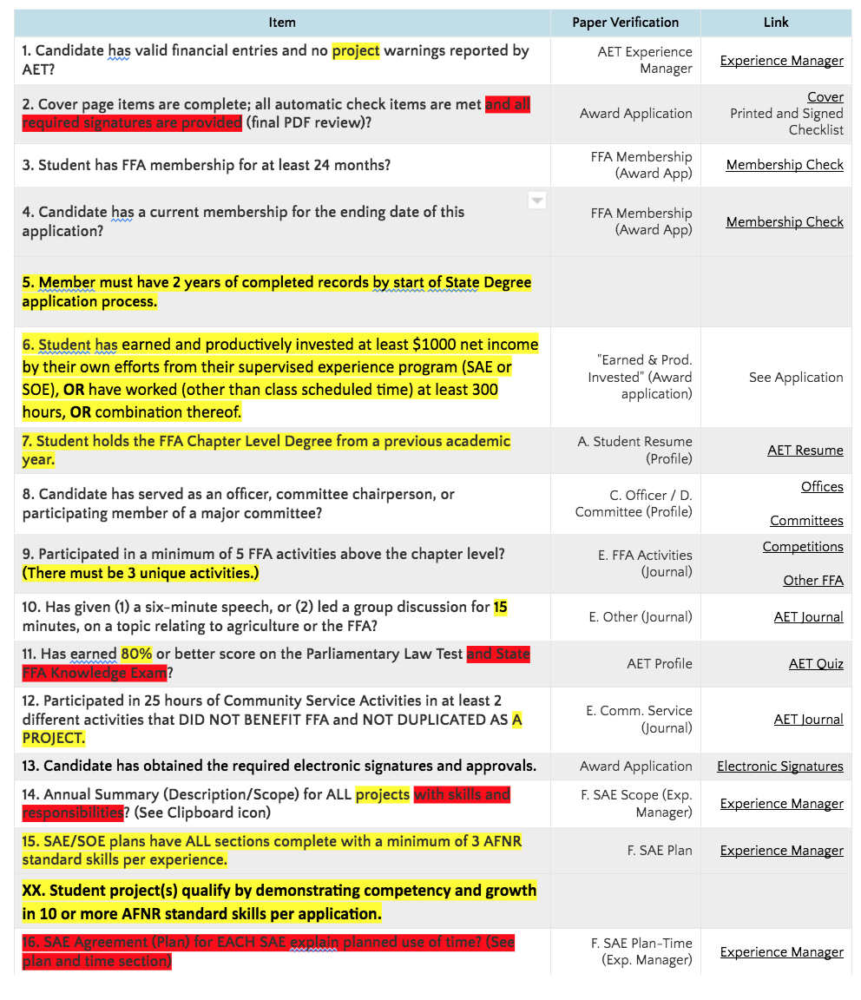 Item Paper Verification Link
1. Candidate has valid financial entries and no project warnings reported by
AET?
AET Experience
Manager
Experience Manager
2. Cover page items are complete; all automatic check items are met and all
required signatures are provided (final PDF review)?
Award Application
Cover
Printed and Signed
Checklist
3. Student has FFA membership for at least 24 months?
FFA Membership
(Award App)
Membership Check
4. Candidate has a current membership for the ending date of this
application?
FFA Membership
(Award App)
Membership Check
5. Member must have 2 years of completed records by start of State Degree
application process.
6. Student has earned and productively invested at least $1000 net income
by their own efforts from their supervised experience program (SAE or
SOE), OR have worked (other than class scheduled time) at least 300
hours, OR combination thereof.
"Earned & Prod.
Invested" (Award
application)
See Application
7. Student holds the FFA Chapter Level Degree from a previous academic
year.
A. Student Resume
(Profile)
AET Resume
8. Candidate has served as an officer, committee chairperson, or
participating member of a major committee?
C. Officer / D.
Committee (Profile)
Offices
Committees
9. Participated in a minimum of 5 FFA activities above the chapter level?
(There must be 3 unique activities.)
E. FFA Activities
(Journal)
Competitions
Other FFA
10. Has given (1) a six-minute speech, or (2) led a group discussion for 15
minutes, on a topic relating to agriculture or the FFA?
E. Other (Journal)
AET Journal
11. Has earned 80% or better score on the Parliamentary Law Test and State
FFA Knowledge Exam?
AET Profile
AET Quiz
12. Participated in 25 hours of Community Service Activities in at least 2
different activities that DID NOT BENEFIT FFA and NOT DUPLICATED AS A
PROJECT.
E. Comm. Service
(Journal)
AET Journal
13. Candidate has obtained the required electronic signatures and approvals.
Award Application
Electronic Signatures
14. Annual Summary (Description/Scope) for ALL projects with skills and
responsibilities? (See Clipboard icon)
F. SAE Scope (Exp.
Manager)
Experience Manager
15. SAE/SOE plans have ALL sections complete with a minimum of 3 AFNR
standard skills per experience.
F. SAE Plan
Experience Manager
XX. Student project(s) qualify by demonstrating competency and growth
in 10 or more AFNR standard skills per application.
16. SAE Agreement (Plan) for EACH SAE explain planned use of time? (See
plan and time section)
F. SAE Plan-Time
(Exp. Manager)
Experience Manager